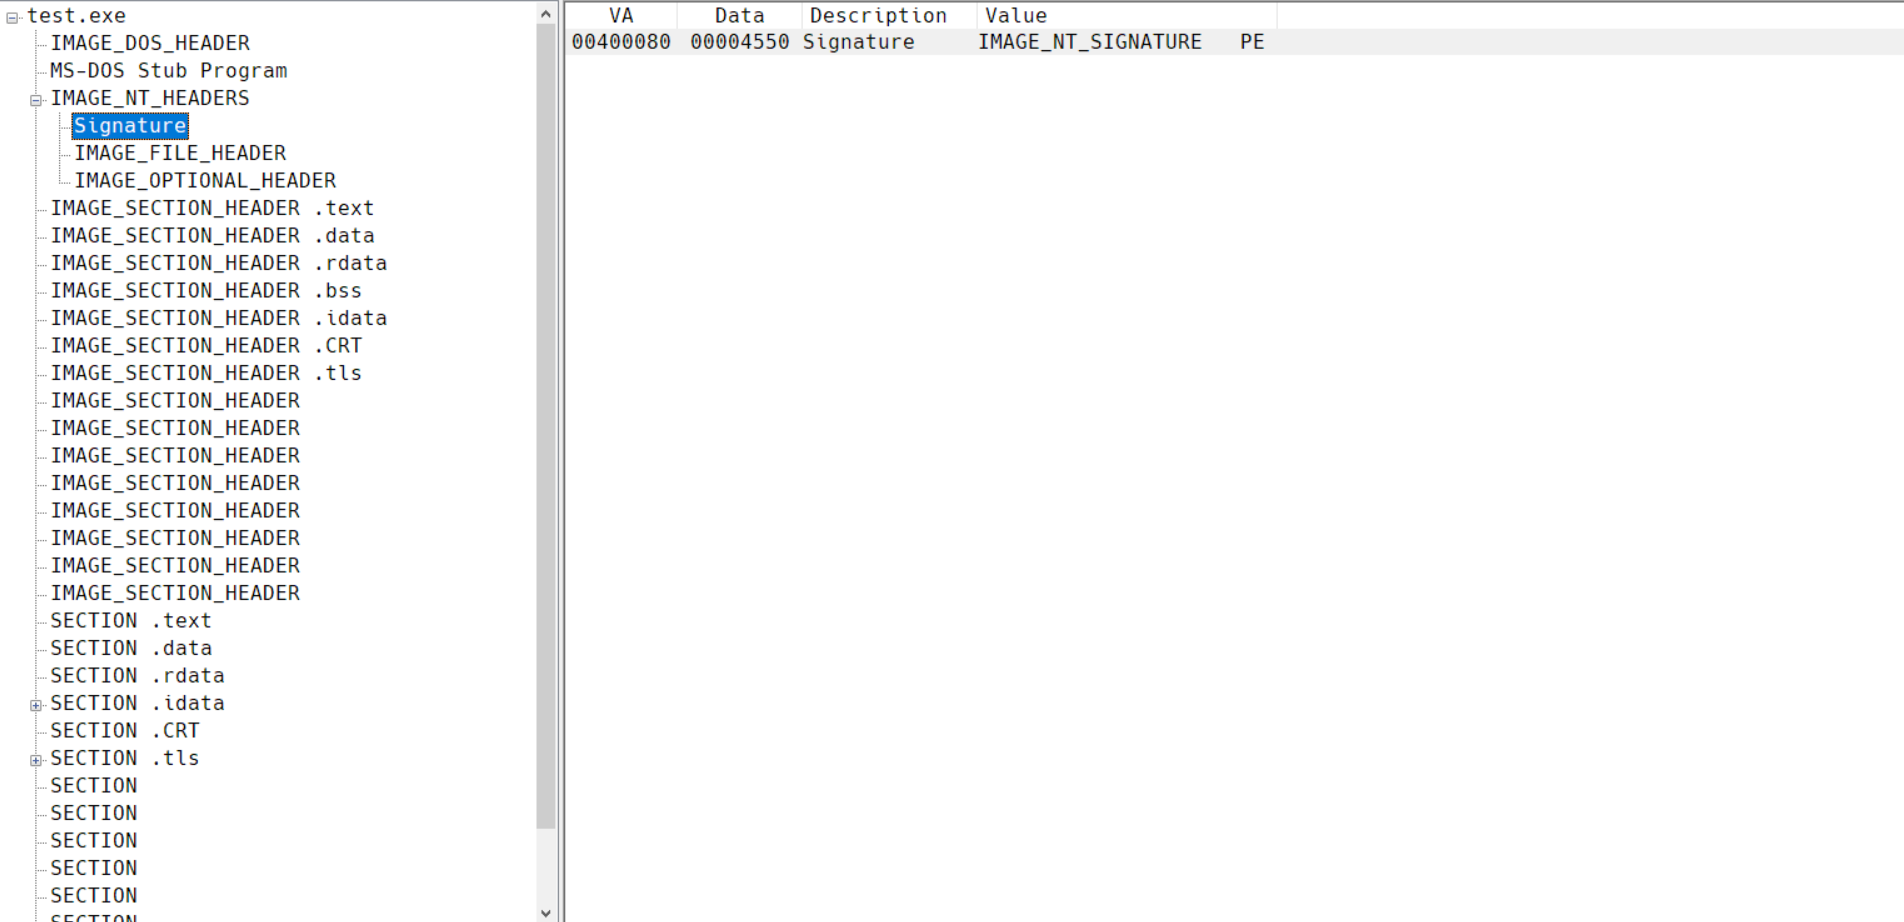 test.exe
IMAGE_DOS_HEADER
MS-DOS Stub Program
IMAGE_NT_HEADERS
Signature
IMAGE_FILE_HEADER
IMAGE_OPTIONAL_HEADER
IMAGE_SECTION_HEADER .text
IMAGE_SECTION_HEADER .data
IMAGE_SECTION_HEADER .rdata
IMAGE_SECTION_HEADER .bss
IMAGE_SECTION_HEADER .idata
IMAGE_SECTION_HEADER .CRT
IMAGE_SECTION_HEADER .tls
IMAGE_SECTION_HEADER
IMAGE_SECTION_HEADER
IMAGE_SECTION_HEADER
IMAGE_SECTION_HEADER
IMAGE_SECTION_HEADER
IMAGE_SECTION_HEADER
IMAGE_SECTION_HEADER
IMAGE_SECTION_HEADER
SECTION .text
SECTION .data
SECTION .rdata
SECTION .idata
SECTION .CRT
SECTION .tls
SECTION
SECTION
SECTION
SECTION
SECTION
SECTION
VA Data Description Value
00400080 00004550 Signature IMAGE_NT_SIGNATURE PE